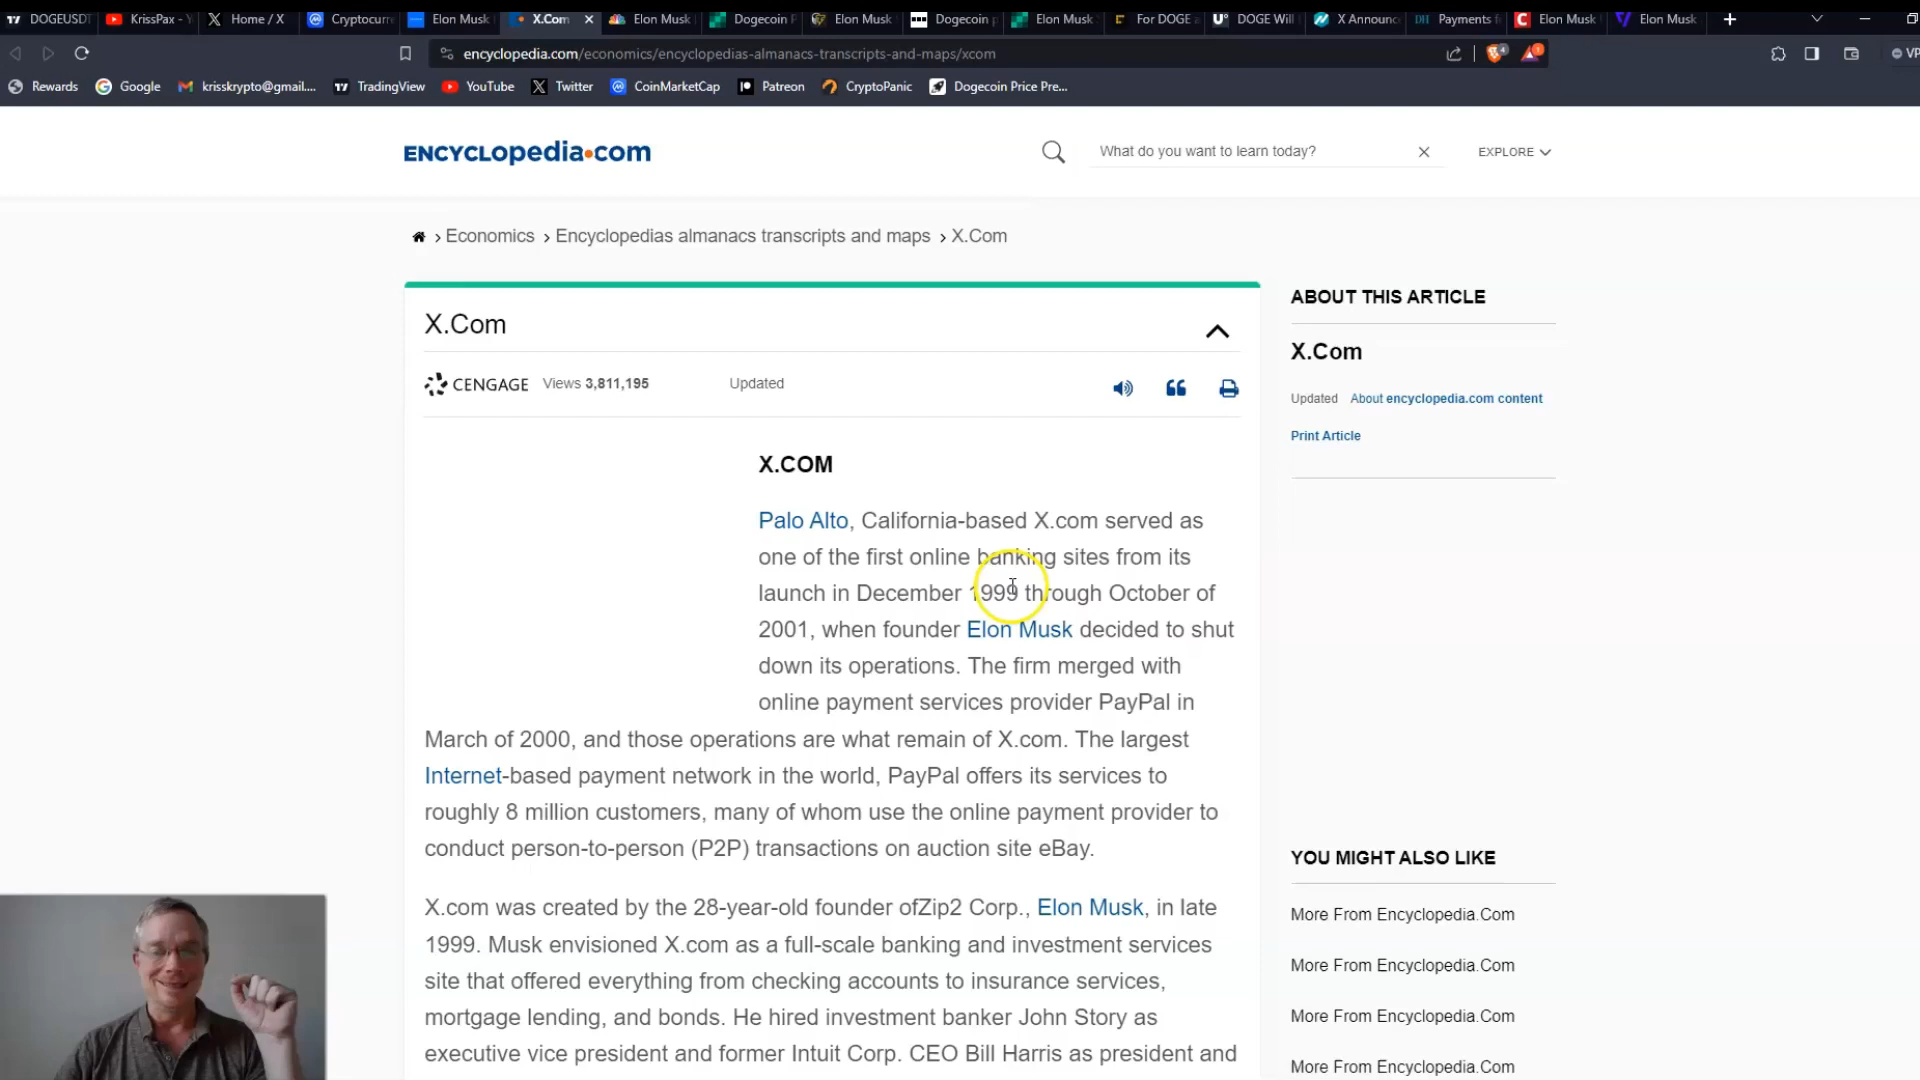 DOGEUSDT
KrissPax - Y
Home / X
Cryptocurr
Elon Musk
X.Com
Elon Musk
Dogecoin P
Elon Musk
Dogecoin p
Elon Musk
For DOGE a
DOGE Will
X Announc
Payments f
Elon Musk
Elon Musk
encyclopedia.com/economics/encyclopedias-almanacs-transcripts-and-maps/xcom
4
1
VP
Rewards
Google
krisskrypto@gmail....
TradingView
YouTube
Twitter
CoinMarketCap
Patreon
CryptoPanic
Dogecoin Price Pre...
ENCYCLOpedia.com
What do you want to learn today?
EXPLORE
> Economics > Encyclopedias almanacs transcripts and maps > X.Com
X.Com
CENGAGE Views 3,811,195 Updated
X.COM
Palo Alto, California-based X.com served as
one of the first online banking sites from its
launch in December 1999 through October of
2001, when founder Elon Musk decided to shut
down its operations. The firm merged with
online payment services provider PayPal in
March of 2000, and those operations are what remain of X.com. The largest
Internet-based payment network in the world, PayPal offers its services to
roughly 8 million customers, many of whom use the online payment provider to
conduct person-to-person (P2P) transactions on auction site eBay.
X.com was created by the 28-year-old founder ofZip2 Corp., Elon Musk, in late
1999. Musk envisioned X.com as a full-scale banking and investment services
site that offered everything from checking accounts to insurance services,
mortgage lending, and bonds. He hired investment banker John Story as
executive vice president and former Intuit Corp. CEO Bill Harris as president and
ABOUT THIS ARTICLE
X.Com
Updated About encyclopedia.com content
Print Article
YOU MIGHT ALSO LIKE
More From Encyclopedia.Com
More From Encyclopedia.Com
More From Encyclopedia.Com
More From Encyclopedia.Com